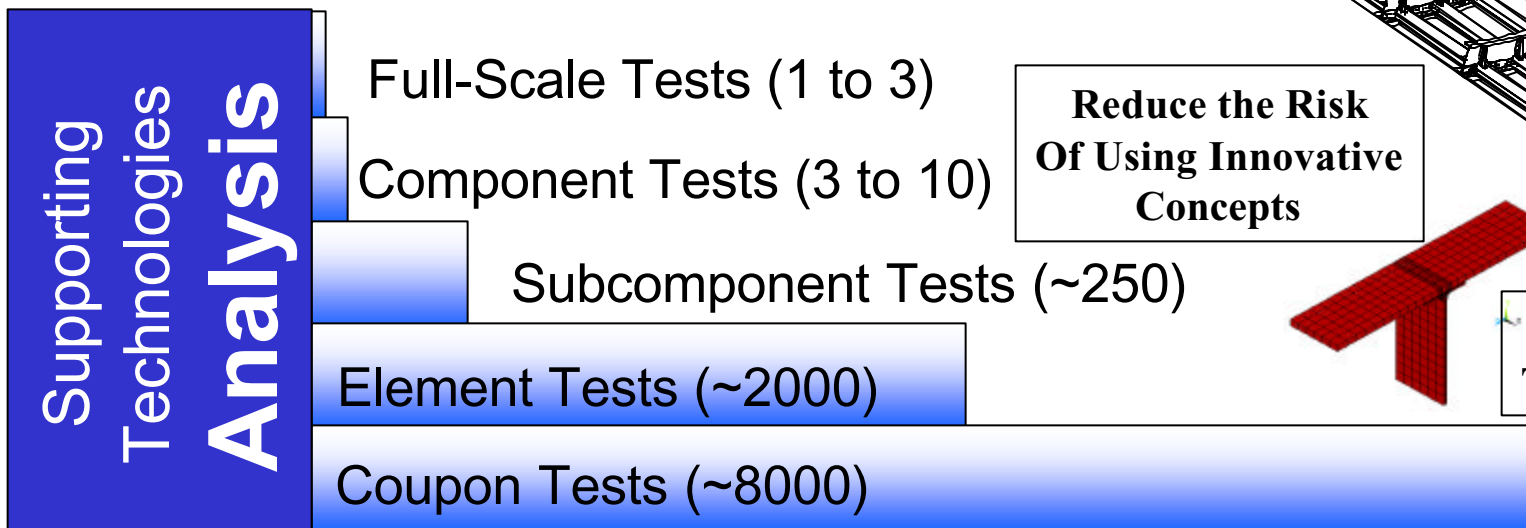 Supporting
Technologies
Analysis
Full-Scale Tests (1 to 3)
Component Tests (3 to 10)
Subcomponent Tests (~250)
Element Tests (~2000)
Coupon Tests (~8000)
Reduce the Risk
Of Using Innovative
Concepts